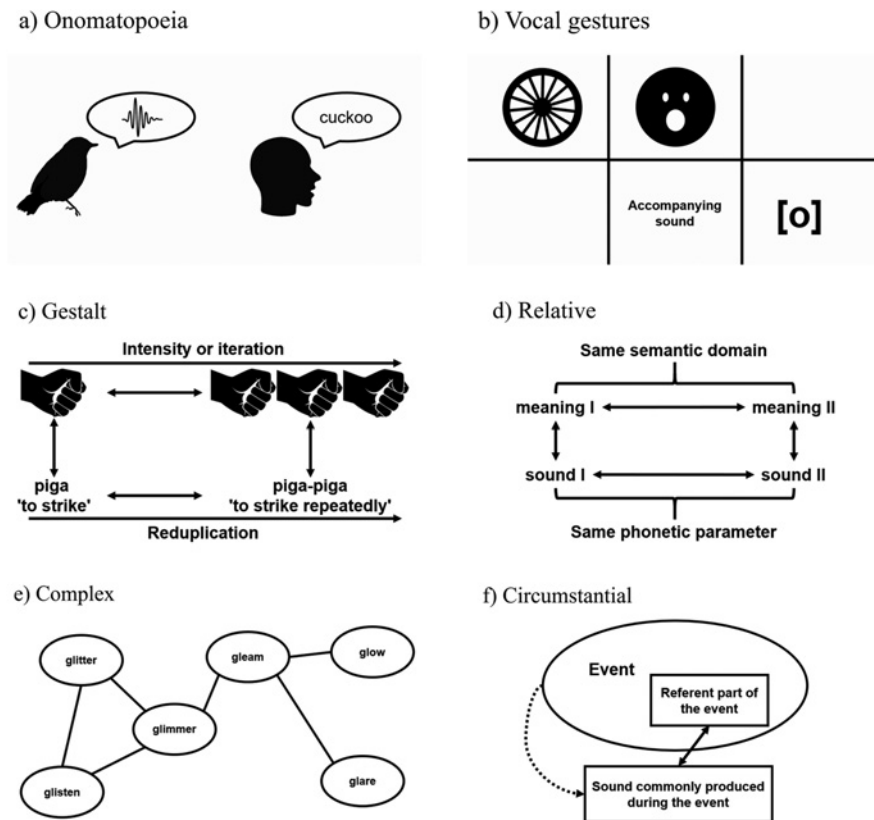 a) Onomatopoeia
cuckoo
b) Vocal gestures
Accompanying
sound
[o]
c) Gestalt
Intensity or iteration
piga
'to strike'
piga-piga
'to strike repeatedly'
Reduplication
d) Relative
Same semantic domain
meaning I
meaning II
sound I
sound II
Same phonetic parameter
e) Complex
glitter
gleam
glow
glimmer
glisten
glare
f) Circumstantial
Event
Referent part of
the event
Sound commonly produced
during the event